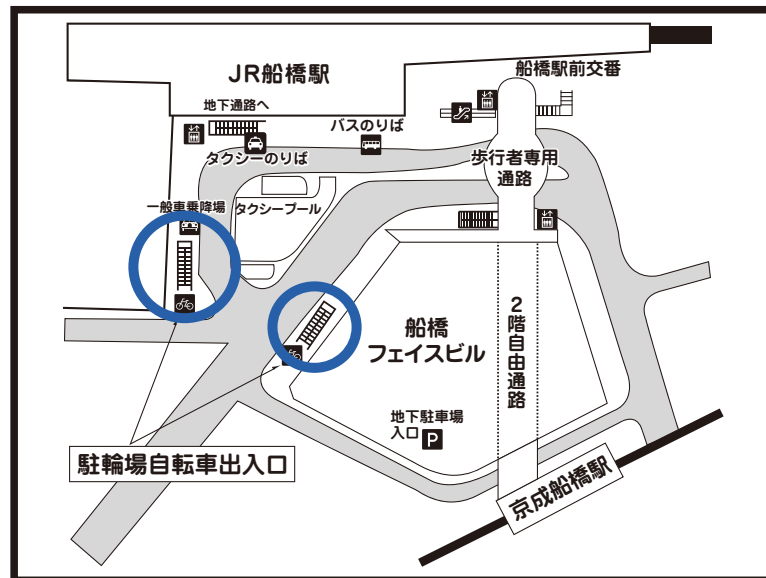 JR船橋駅
船橋駅前交番
地下通路へ
バスのりば
タクシーのりば
歩行者専用
通路
一般車乗降場
タクシープール
2階自由通路
船橋
フェイスビル
地下駐車場
入口 P
駐輪場自転車出入口
京成船橋駅